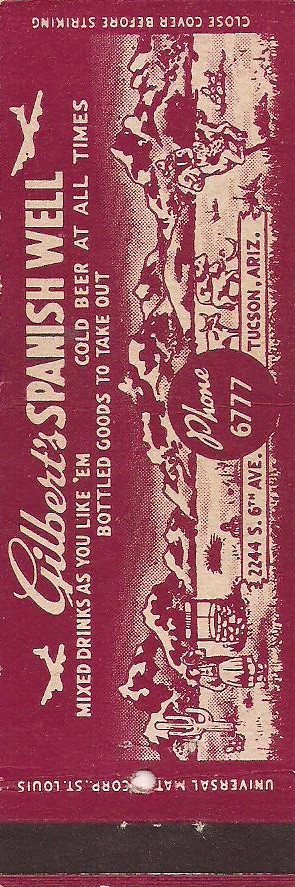 CLOSE COVER BEFORE STRIKING
Gilbert's SPANISH WELL
MIXED DRINKS AS YOU LIKE 'EM
COLD BEER AT ALL TIMES
BOTTLED GOODS TO TAKE OUT
Phone
6777
2244 S. 6TH AVE.
TUCSON, ARIZ.
UNIVERSAL MAT CORP., ST. LOUIS